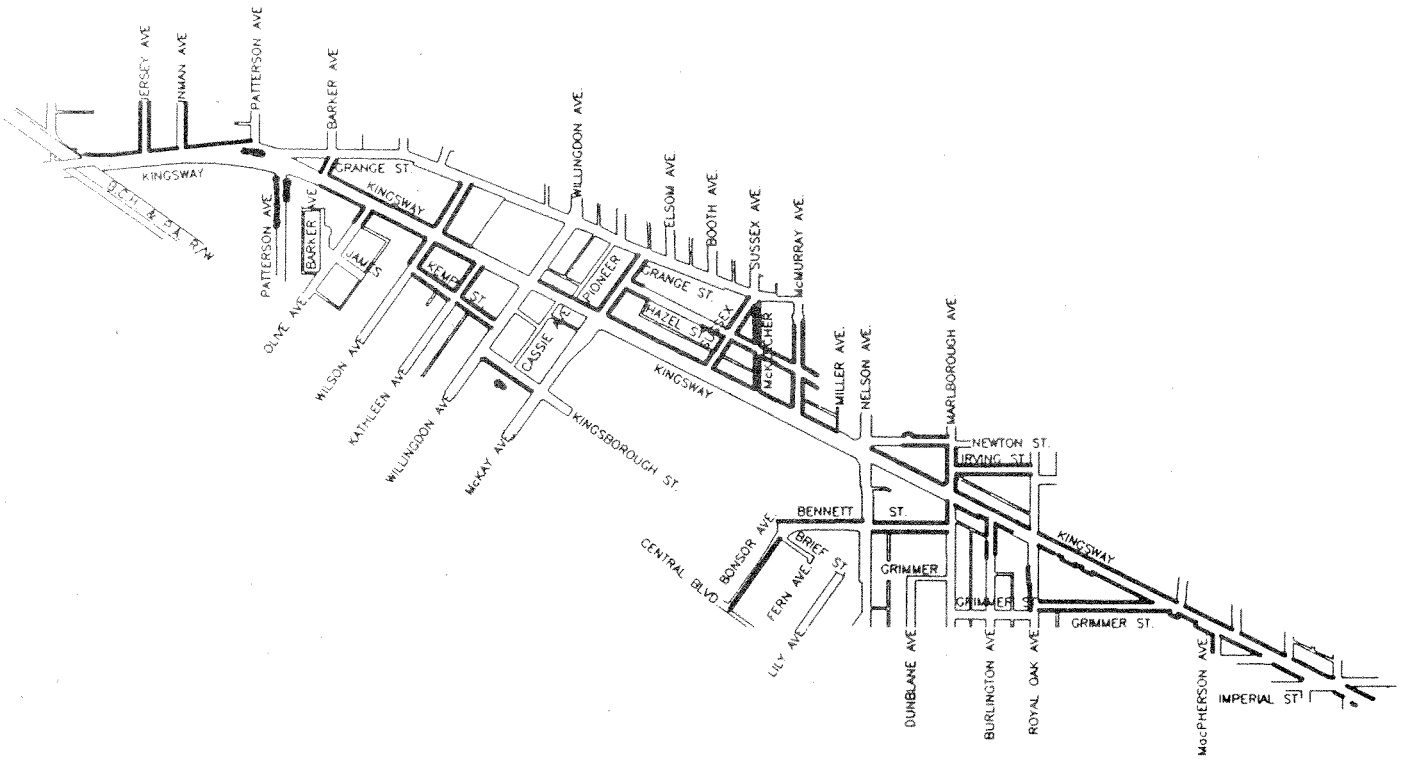 ERSEY AVE
NMAN AVE
PATTERSON AVE
BARKER AVE
WILLINGDON AVE.
ELSOM AVE.
BOOTH AVE.
SUSSEX AVE.
McMURRAY AVE.
KINGSWAY
GRANGE ST.
KINGSWAY
B.C.H. & P.A. R/W
PATTERSON AVE
BARKER AVE
JAMES
OLIVE AVE
KEMP ST.
WILSON AVE
KATHLEEN AVE
WILLINGDON AVE
McKAY AVE.
CASSIE AVE
PIONEER
GRANGE ST.
HAZEL ST.
KINGSWAY
KINGSBOROUGH ST.
MILLER AVE.
NELSON AVE.
MARLBOROUGH AVE.
NEWTON ST.
IRVING ST.
BENNETT ST.
BONSOR AVE.
CENTRAL BLVD
BRIEF ST
FERN AVE.
LILY AVE.
GRIMMER
GRIMMER ST
KINGSWAY
GRIMMER ST.
DUNBLANE AVE
BURLINGTON AVE
ROYAL OAK AVE
MacPHERSON AVE
IMPERIAL ST